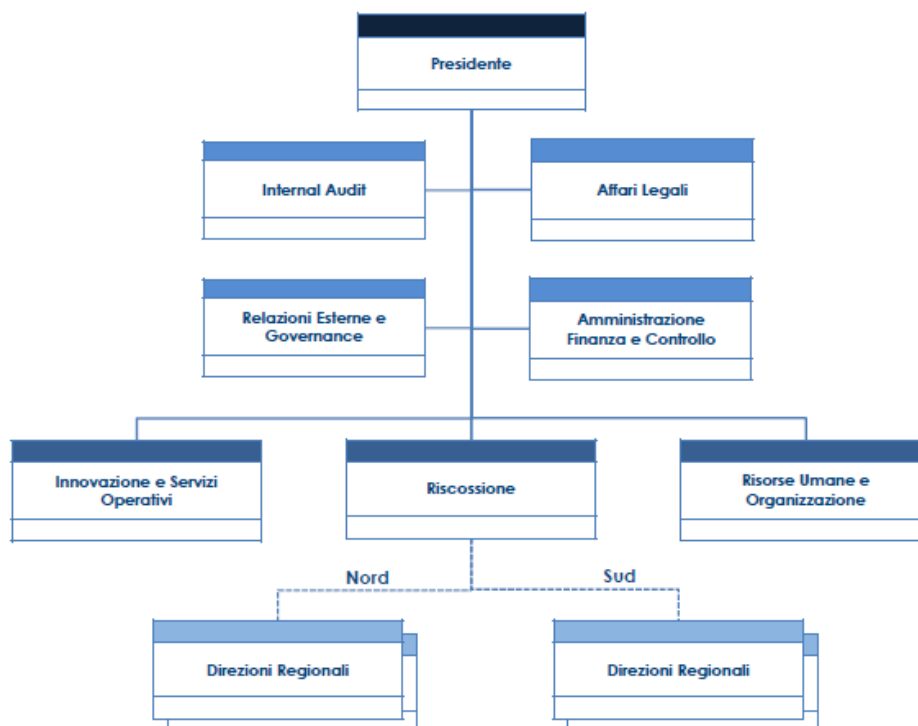 Presidente
Internal Audit
Affari Legali
Relazioni Esterne e
Governance
Amministrazione
Finanza e Controllo
Innovazione e Servizi
Operativi
Riscossione
Risorse Umane e
Organizzazione
Nord
Sud
Direzioni Regionali
Direzioni Regionali